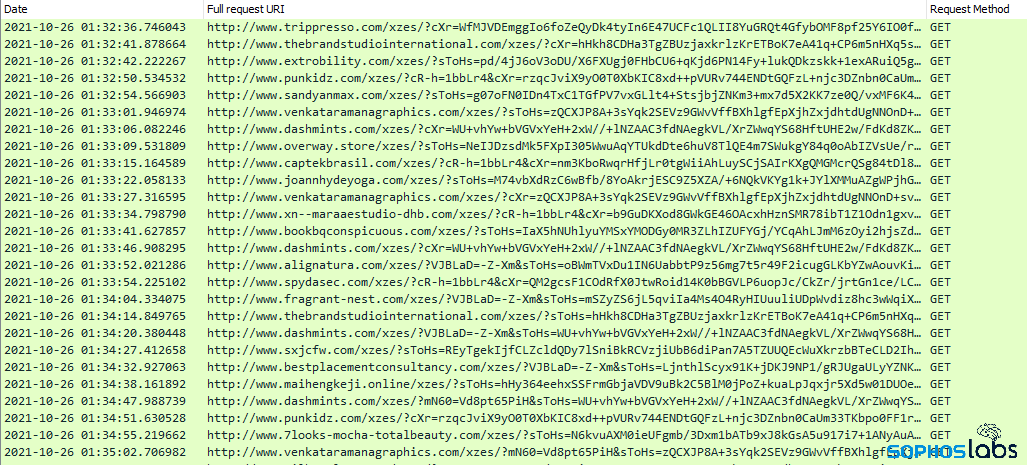 Date Full request URI Request Method
2021-10-26 01:32:36.746043 http://www.trippresso.com/xzes/?cXr=WfMJVDEmggIo6foZeQyDk4tyIn6E47UCFc1QLII8YuGRQt4GfybOMF8pf25Y6IO0f… GET
2021-10-26 01:32:41.878664 http://www.thebrandstudiointernational.com/xzes/?cXr=hHkh8CDHa3TgZBUzjaxkrlzKrETBoK7eA41q+CP6m5nHXq5s… GET
2021-10-26 01:32:42.222267 http://www.extrobility.com/xzes/?sToHs=pd/4jJ6oV3oDU/X6FXUgj0FHbCU6+qKjd6PN14Fy+lukQDkzskk+1exARuiQ5g… GET
2021-10-26 01:32:50.534532 http://www.punkidz.com/xzes/?cR-h=1bbLr4&cXr=rzqcJviX9yO0T0XbKIC8xd++pVURv744ENDtGQFzL+njc3DZnbn0CaUm… GET
2021-10-26 01:32:54.566903 http://www.sandyanmax.com/xzes/?sToHs=g07oFN0IDn4TxC1TGfPV7vxGLlt4+StsjbjZNKm3+mx7d5X2KK7ze0Q/vxMF6K4… GET
2021-10-26 01:33:01.946974 http://www.venkataramanagraphics.com/xzes/?sToHs=zQCXJP8A+3sYqk2SEVz9GWvVffBXhlgfEpXjhZxjdhtdUgNNOnD+… GET
2021-10-26 01:33:06.082246 http://www.dashmints.com/xzes/?cXr=WU+vhYw+bVGVxYeH+2xW//+lNZAAC3fdNAegkVL/XrZWwqYS68HftUHE2w/FdKd8ZK… GET
2021-10-26 01:33:09.531809 http://www.overway.store/xzes/?sToHs=NeIJDzsdMk5FXpI305WwuAqYTUkdDte6huV8TlQE4m7SWukgY84q0oAbIZVsUe/r… GET
2021-10-26 01:33:15.164589 http://www.captekbrasil.com/xzes/?cR-h=1bbLr4&cXr=nm3KboRwqrHfjLr0tgWiiAhLuySCjSAIrKXgQMGMcrQSg84tDl8… GET
2021-10-26 01:33:22.058133 http://www.joannhydeyoga.com/xzes/?sToHs=M74vbXdRzC6wBfb/8YoAkrjESC9Z5XZA/+6NQkVKYg1k+JYlXMMuAZgWPjhG… GET
2021-10-26 01:33:27.316595 http://www.venkataramanagraphics.com/xzes/?cXr=zQCXJP8A+3sYqk2SEVz9GWvVffBXhlgfEpXjhZxjdhtdUgNNOnD+sv… GET
2021-10-26 01:33:34.798790 http://www.xn--maraaestudio-dhb.com/xzes/?cR-h=1bbLr4&cXr=b9GuDKXod8GWkGE46OAcxhHznSMR78ibT1Z1Odn1gxv… GET
2021-10-26 01:33:41.627857 http://www.bookbqconspicuous.com/xzes/?sToHs=IaX5hNUhlyuYMSxYMODGy0MR3ZLhIZUFYGj/YCqAhLJmM6zOyi2hjsZd… GET
2021-10-26 01:33:46.908295 http://www.dashmints.com/xzes/?cXr=WU+vhYw+bVGVxYeH+2xW//+lNZAAC3fdNAegkVL/XrZWwqYS68HftUHE2w/FdKd8ZK… GET
2021-10-26 01:33:52.021286 http://www.alignatura.com/xzes/?VJBLaD=-Z-Xm&sToHs=oBWmTVxDu1IN6UabbtP9z56mg7t5r49F2icugGLKbYZwAouvKi… GET
2021-10-26 01:33:54.225102 http://www.spydasec.com/xzes/?cR-h=1bbLr4&cXr=QM2gcsF1COdRfX0JtwRoid14K0bBGVLP6uopJc/CkZr/jrtGn1ce/LC… GET
2021-10-26 01:34:04.334075 http://www.fragrant-nest.com/xzes/?VJBLaD=-Z-Xm&sToHs=mSZyZS6jL5qviIa4Ms4O4RyHIUuuliUDpWvdiz8hc3wWqiX… GET
2021-10-26 01:34:14.849765 http://www.thebrandstudiointernational.com/xzes/?sToHs=hHkh8CDHa3TgZBUzjaxkrlzKrETBoK7eA41q+CP6m5nHXq… GET
2021-10-26 01:34:20.380448 http://www.dashmints.com/xzes/?VJBLaD=-Z-Xm&sToHs=WU+vhYw+bVGVxYeH+2xW//+lNZAAC3fdNAegkVL/XrZWwqYS68H… GET
2021-10-26 01:34:27.412658 http://www.sxjcfw.com/xzes/?sToHs=REyTgekIjfCLZcldQDy7lSniBkRCVzjiUbB6diPan7A5TZUUQEcWuXkrzbBTeCLD2Ih… GET
2021-10-26 01:34:32.927063 http://www.bestplacementconsultancy.com/xzes/?VJBLaD=-Z-Xm&sToHs=LjnthlScyx91K+jDKJ9NP1/gRJUgaULyYZNK… GET
2021-10-26 01:34:38.161892 http://www.maihengkeji.online/xzes/?sToHs=hHy364eehxSSFrmGbjaVDV9uBk2C5BlM0jPoZ+kuaLpJqxjr5Xd5w01DUOe… GET
2021-10-26 01:34:47.988739 http://www.dashmints.com/xzes/?mN60=Vd8pt65PiH&sToHs=WU+vhYw+bVGVxYeH+2xW//+lNZAAC3fdNAegkVL/XrZWwqYS… GET
2021-10-26 01:34:51.630528 http://www.punkidz.com/xzes/?cXr=rzqcJviX9yO0T0XbKIC8xd++pVURv744ENDtGQFzL+njc3DZnbn0CaUm33TKbpo0FF1r… GET
2021-10-26 01:34:55.219662 http://www.7looks-mocha-totalbeauty.com/xzes/?sToHs=N6kvuAXM0ieUFgmb/3Dxm1bATb9xJ8kGsA5u917i7+1ANyAuA… GET
2021-10-26 01:35:02.706982 http://www.venkataramanagraphics.com/xzes/?mN60=Vd8pt65PiH&sToHs=zQCXJP8A+3sYqk2SEVz9GWvVffBXhlgfEpXj… GET
SOPHOSlabs